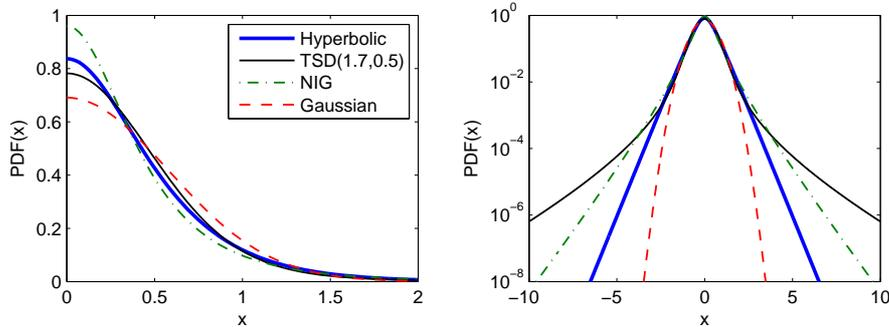 1
0.8
0.6
0.4
0.2
0
0
0.5
1
1.5
2
PDF(x)
x
Hyperbolic
TSD(1.7,0.5)
NIG
Gaussian
10^0
10^-2
10^-4
10^-6
10^-8
-10
-5
0
5
10
PDF(x)
x